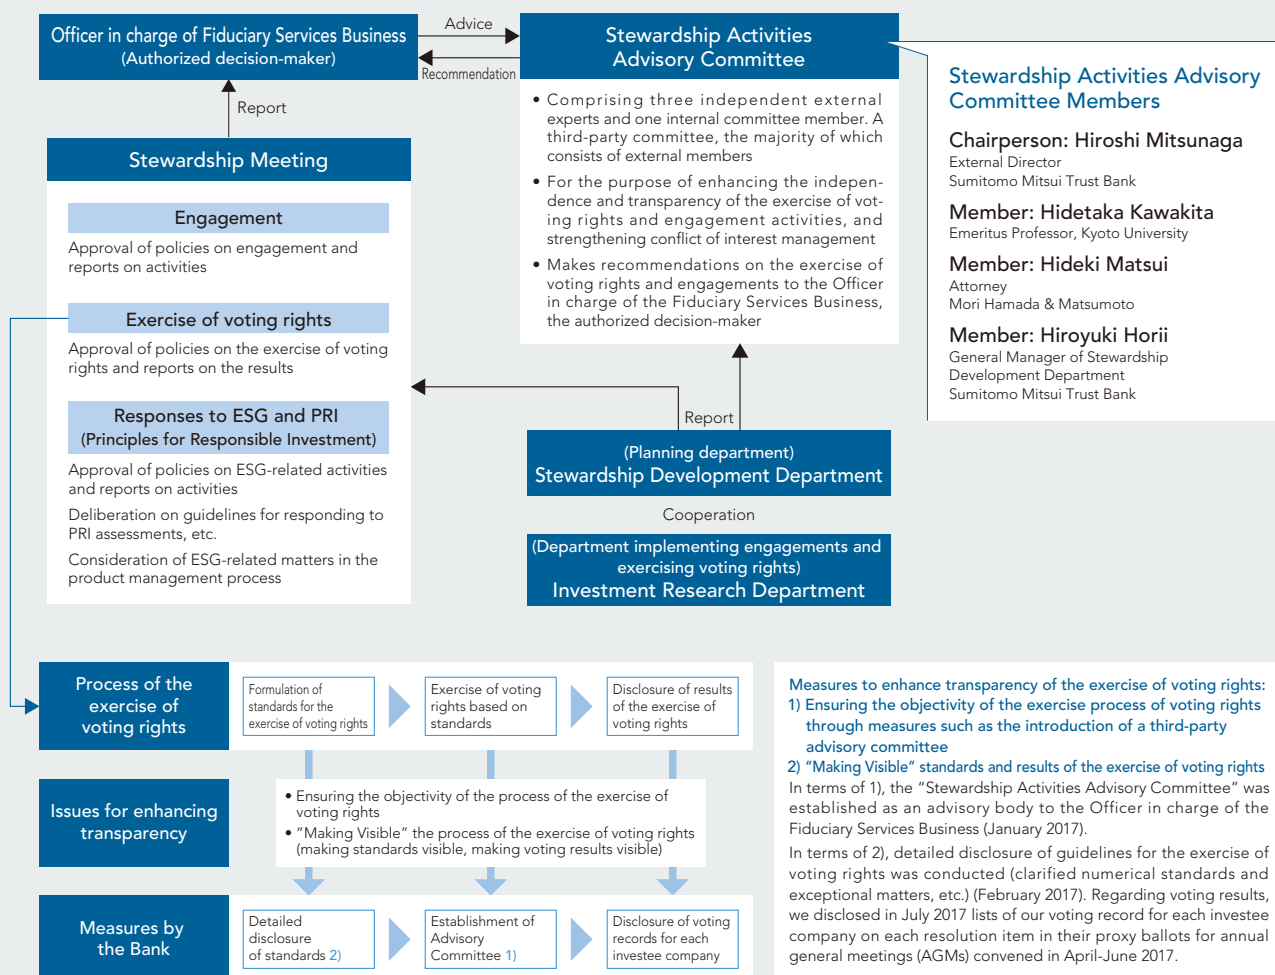 Officer in charge of Fiduciary Services Business
(Authorized decision-maker)
Advice
Recommendation
Stewardship Activities
Advisory Committee
• Comprising three independent external
experts and one internal committee member. A
third-party committee, the majority of which
consists of external members
• For the purpose of enhancing the indepen-
dence and transparency of the exercise of vot-
ing rights and engagement activities, and
strengthening conflict of interest management
• Makes recommendations on the exercise of
voting rights and engagements to the Officer
in charge of the Fiduciary Services Business,
the authorized decision-maker
Stewardship Activities Advisory
Committee Members
Chairperson: Hiroshi Mitsunaga
External Director
Sumitomo Mitsui Trust Bank
Member: Hidetaka Kawakita
Emeritus Professor, Kyoto University
Member: Hideki Matsui
Attorney
Mori Hamada & Matsumoto
Member: Hiroyuki Horii
General Manager of Stewardship
Development Department
Sumitomo Mitsui Trust Bank
Report
Stewardship Meeting
Engagement
Approval of policies on engagement and
reports on activities
Exercise of voting rights
Approval of policies on the exercise of voting
rights and reports on the results
Responses to ESG and PRI
(Principles for Responsible Investment)
Approval of policies on ESG-related activities
and reports on activities
Deliberation on guidelines for responding to
PRI assessments, etc.
Consideration of ESG-related matters in the
product management process
Report
(Planning department)
Stewardship Development Department
Cooperation
(Department implementing engagements and
exercising voting rights)
Investment Research Department
Process of the
exercise of
voting rights
Formulation of
standards for the
exercise of voting rights
Exercise of voting
rights based on
standards
Disclosure of results
of the exercise of
voting rights
Issues for enhancing
transparency
• Ensuring the objectivity of the process of the exercise of
voting rights
• "Making Visible" the process of the exercise of voting rights
(making standards visible, making voting results visible)
Measures by
the Bank
Detailed
disclosure
of standards 2)
Establishment of
Advisory
Committee 1)
Disclosure of voting
records for each
investee company
Measures to enhance transparency of the exercise of voting rights:
1) Ensuring the objectivity of the exercise process of voting rights
through measures such as the introduction of a third-party
advisory committee
2) "Making Visible" standards and results of the exercise of voting rights
In terms of 1), the "Stewardship Activities Advisory Committee" was
established as an advisory body to the Officer in charge of the
Fiduciary Services Business (January 2017).
In terms of 2), detailed disclosure of guidelines for the exercise of
voting rights was conducted (clarified numerical standards and
exceptional matters, etc.) (February 2017). Regarding voting results,
we disclosed in July 2017 lists of our voting record for each investee
company on each resolution item in their proxy ballots for annual
general meetings (AGMs) convened in April-June 2017.